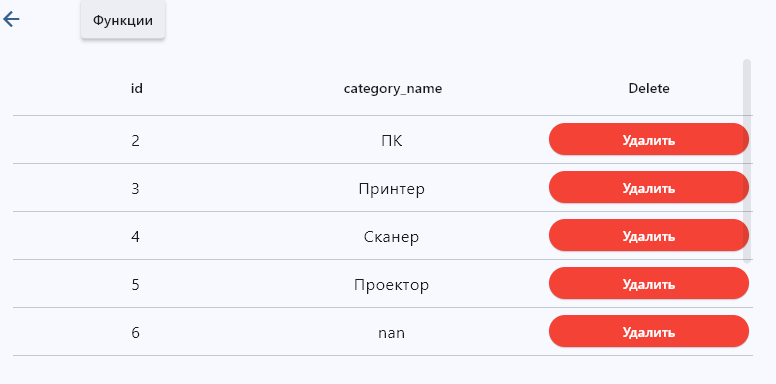 Функции
id category_name Delete
2 ПК Удалить
3 Принтер Удалить
4 Сканер Удалить
5 Проектор Удалить
6 nan Удалить